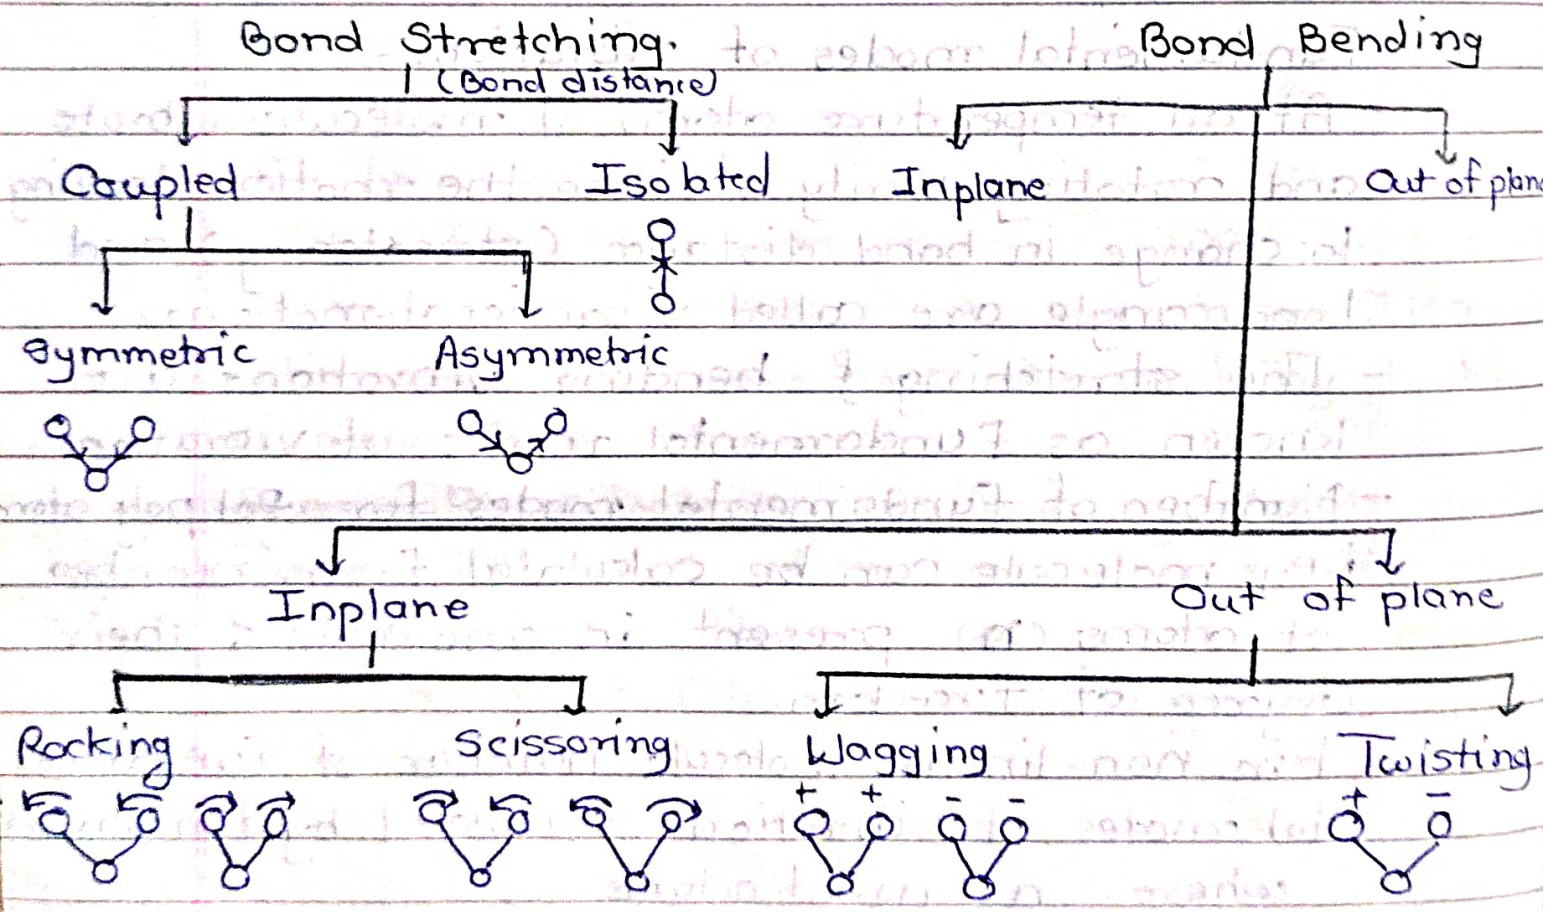 Bond Stretching. Bond Bending
(Bond distance)
Coupled Isolated Inplane Out of plane
Symmetric Asymmetric
Inplane Out of plane
Rocking Scissoring Wagging Twisting
+ + - - + -